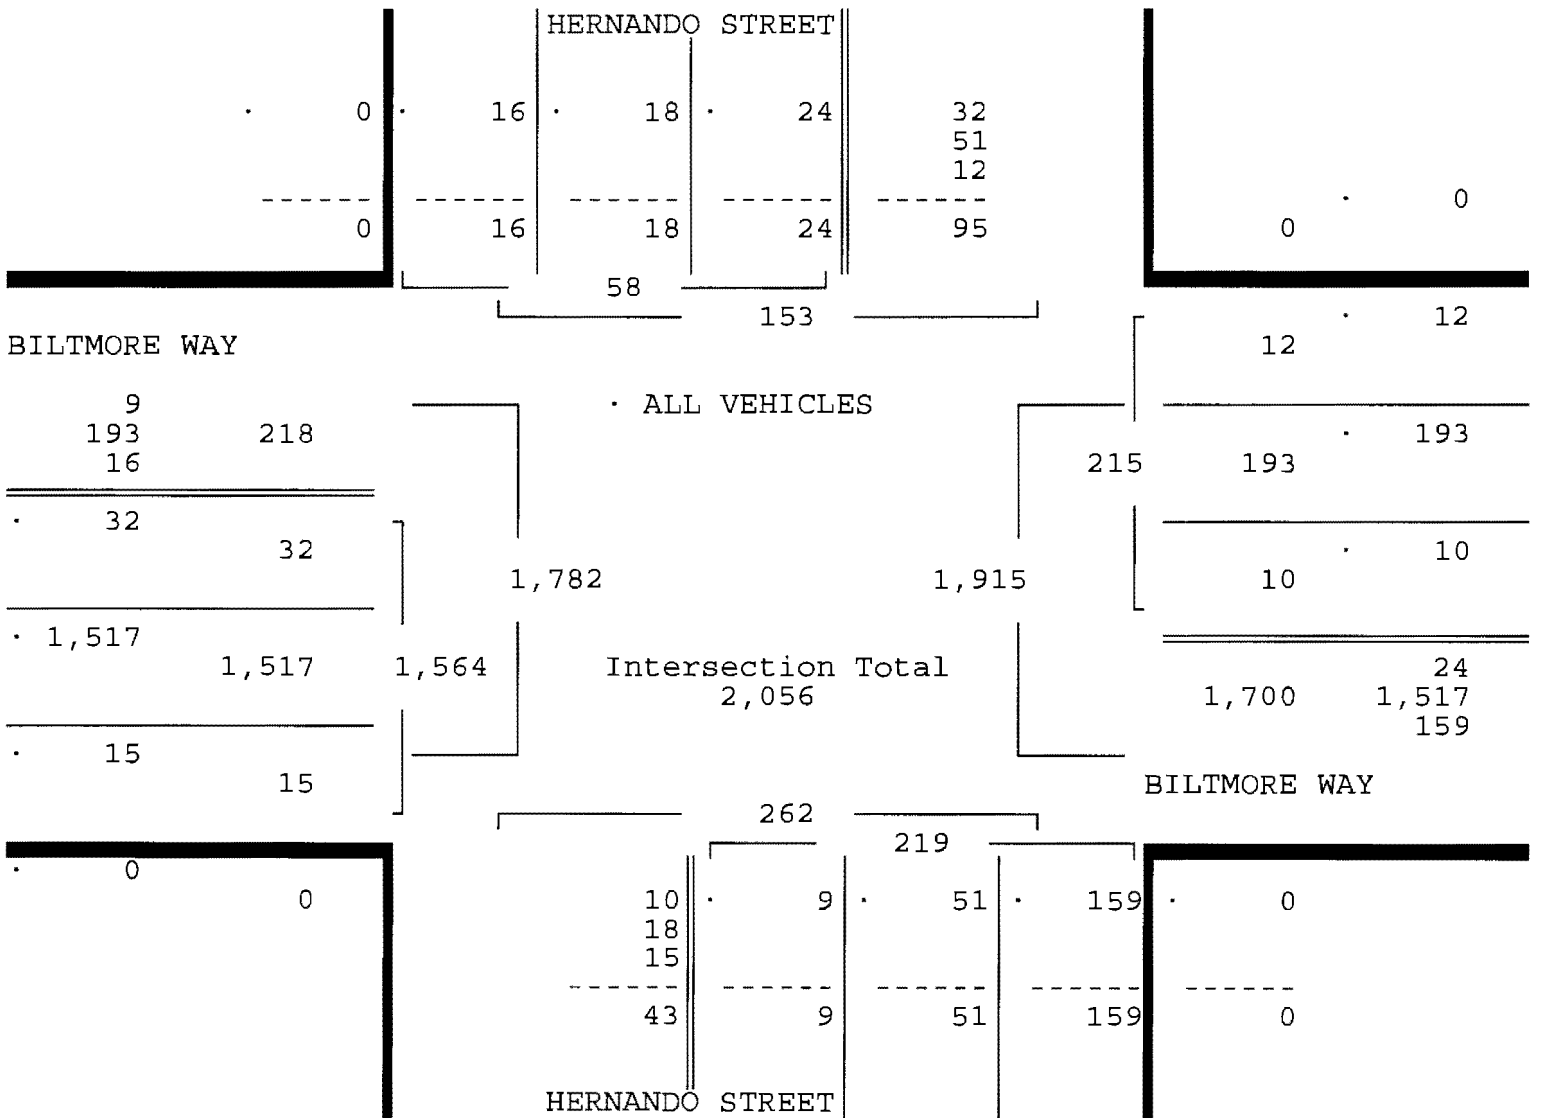 HERNANDO STREET
· 0 · 16 · 18 · 24 32
51
12
------ ------ ------ ------ ------
· 0
0 16 18 24 95 0
58
153
· 12
BILTMORE WAY
12
9 · ALL VEHICLES
193 218 · 193
16 215 193
· 32
32 · 10
1,782 1,915 10
· 1,517
1,517 1,564 Intersection Total 24
2,056 1,700 1,517
159
· 15
15 BILTMORE WAY
262
219
· 0
0 10 · 9 · 51 · 159 · 0
18
15
------ ------ ------ ------ ------
43 9 51 159 0
HERNANDO STREET